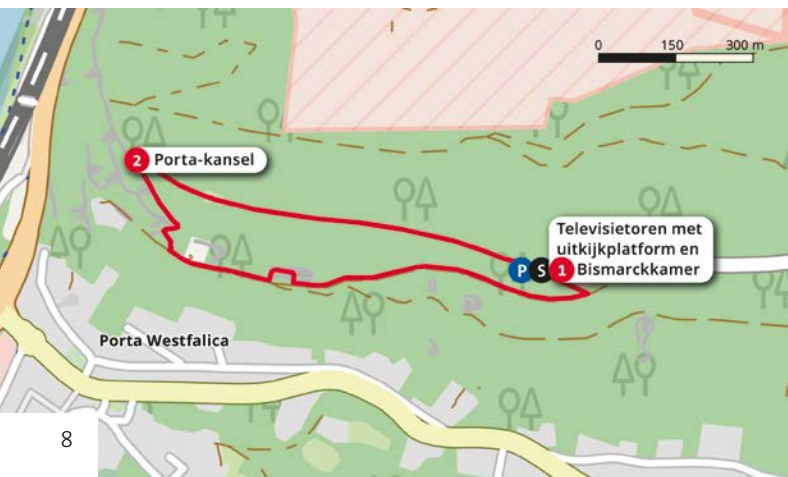 0 150 300 m
2 Porta-kansel
Televisietoren met
uitkijkplatform en
P S 1 Bismarckkamer
Porta Westfalica
8